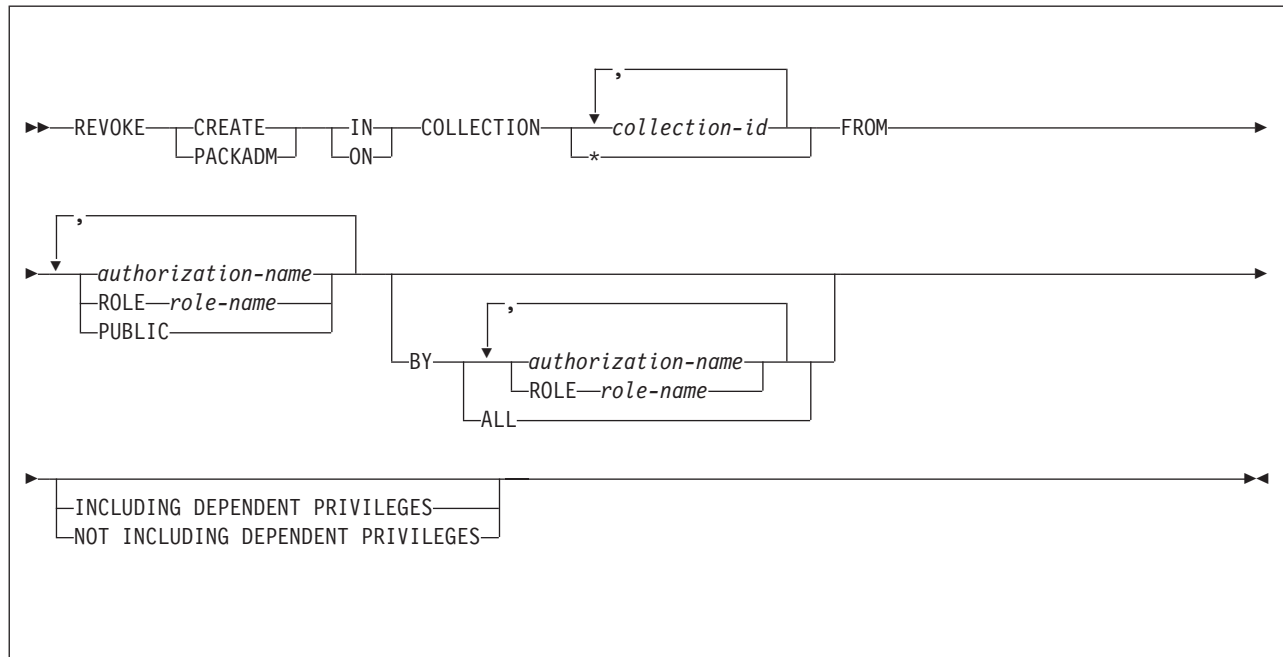 ,
REVOKE CREATE IN COLLECTION collection-id FROM
PACKADM ON *
,
authorization-name
ROLE role-name
PUBLIC
,
BY authorization-name
ROLE role-name
ALL
INCLUDING DEPENDENT PRIVILEGES
NOT INCLUDING DEPENDENT PRIVILEGES